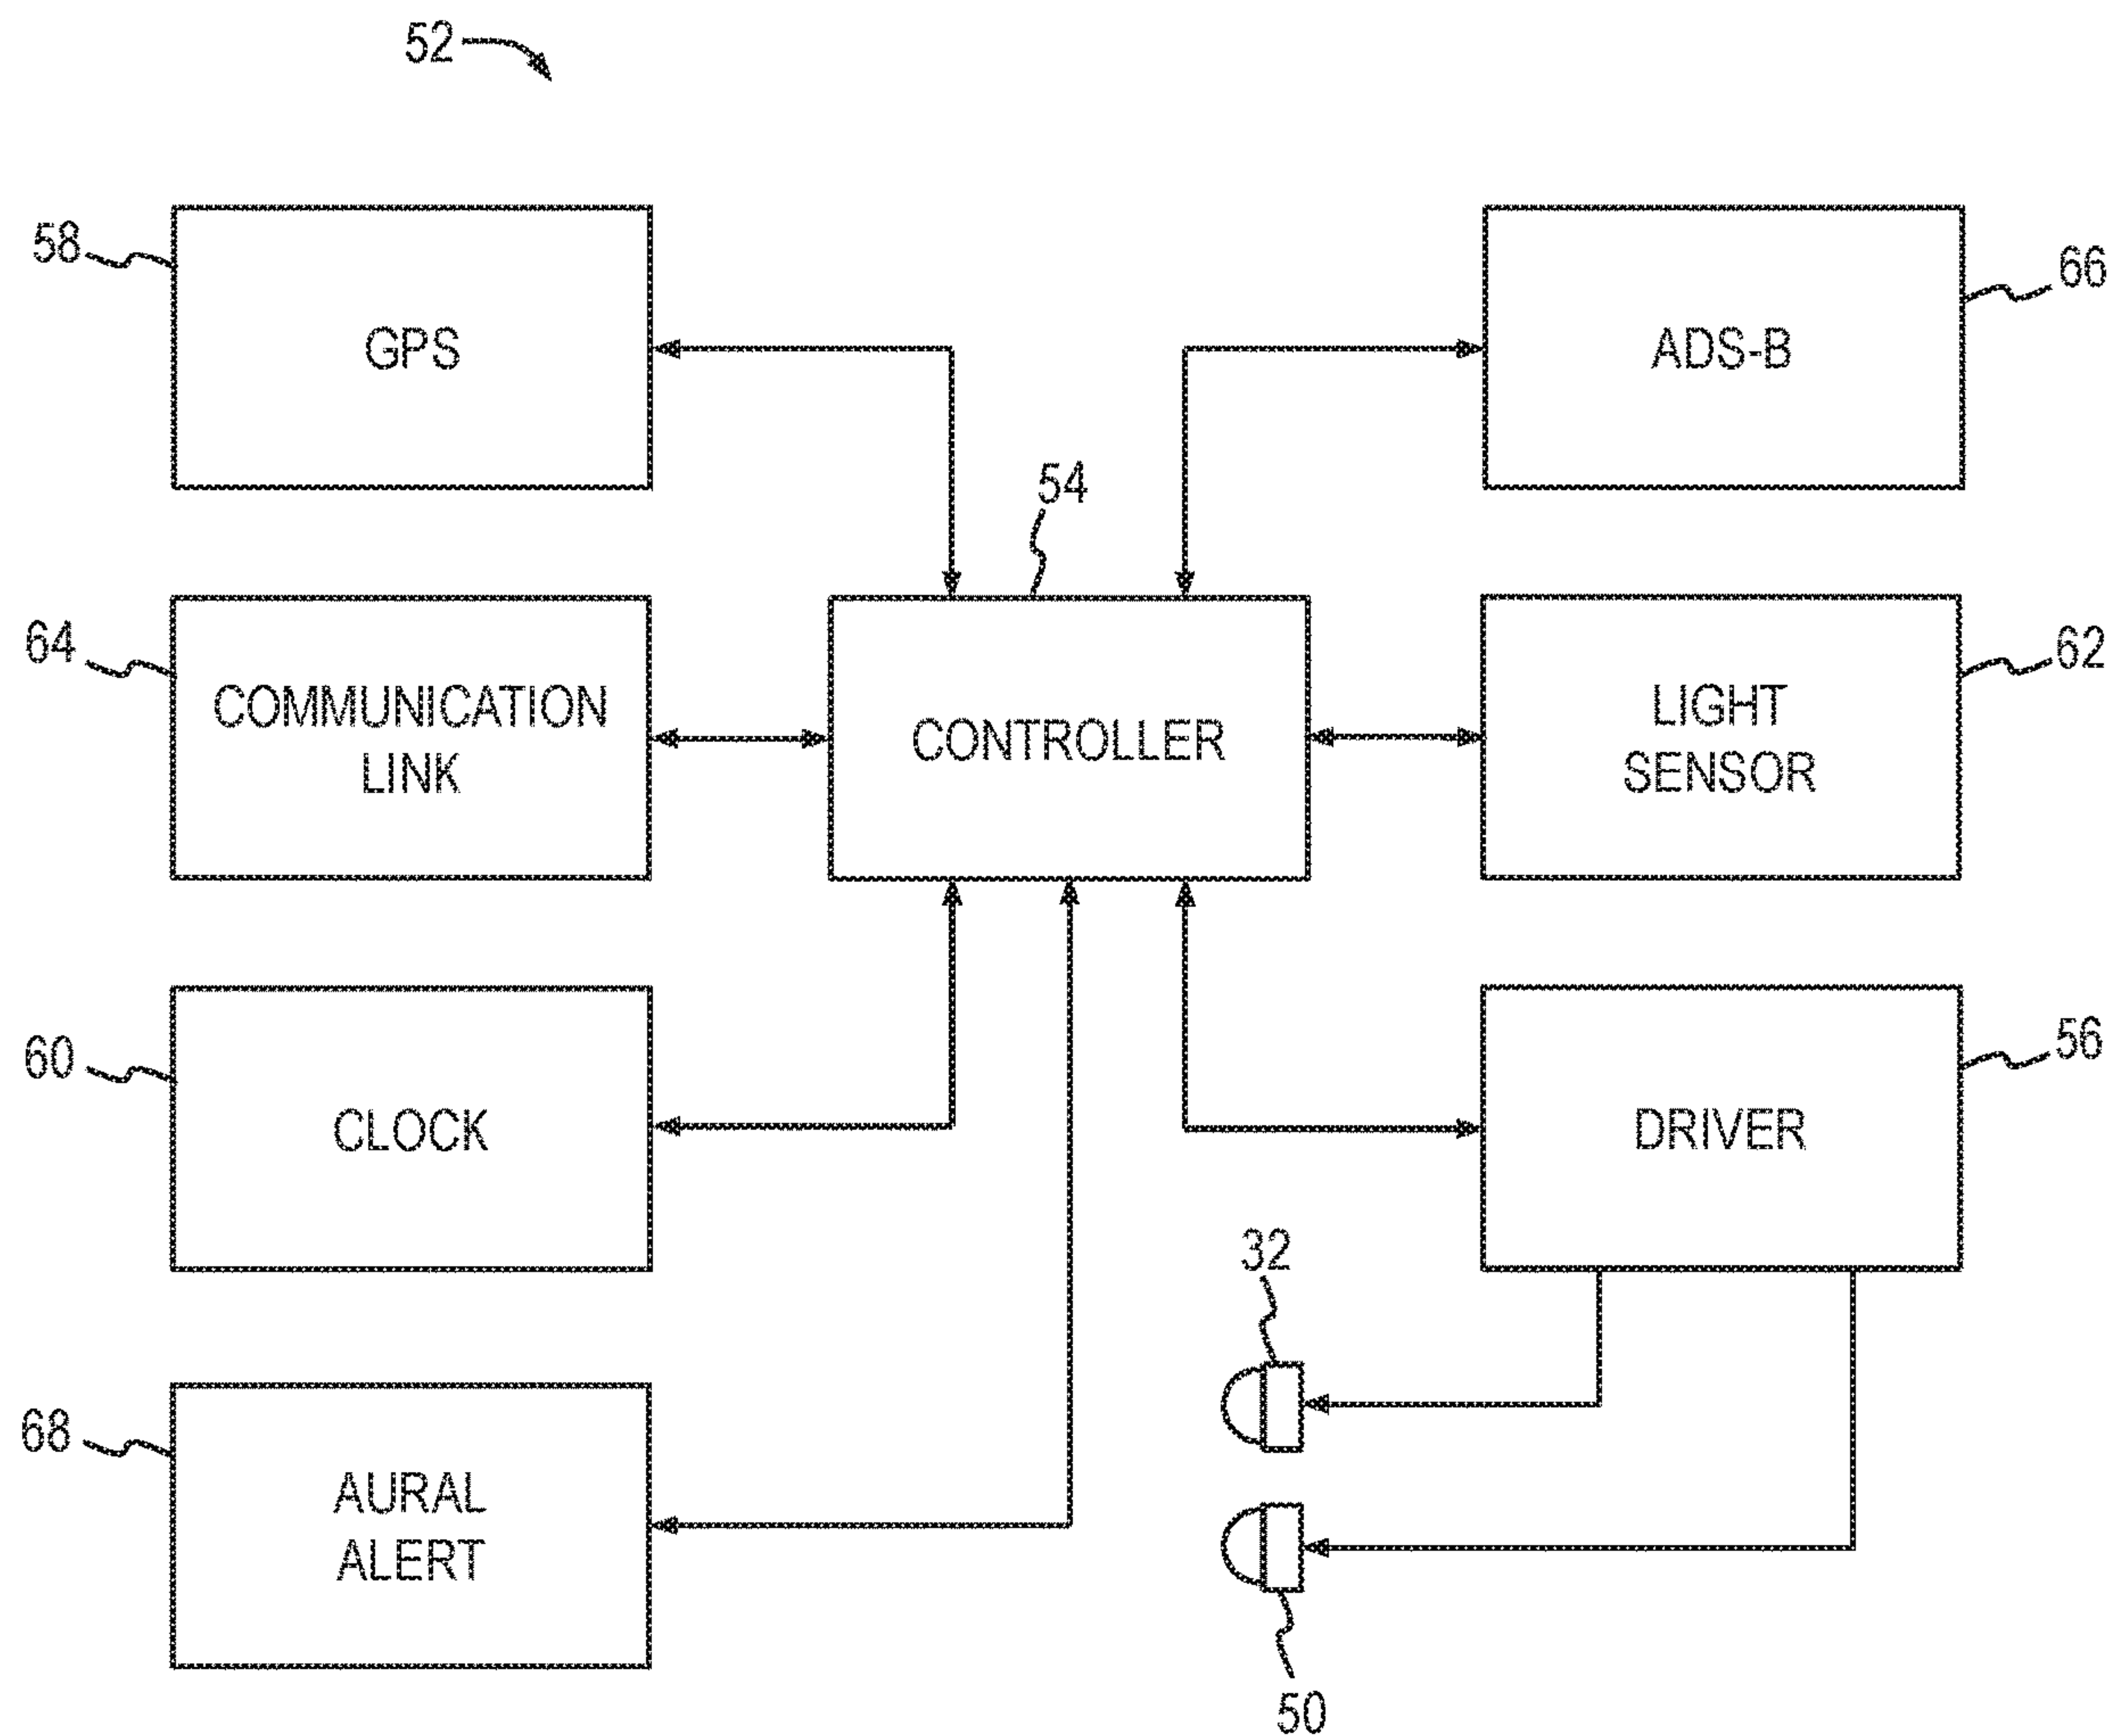 52
58
GPS
ADS-B
66
54
64
COMMUNICATION
LINK
CONTROLLER
LIGHT
SENSOR
62
60
CLOCK
DRIVER
56
32
68
AURAL
ALERT
50